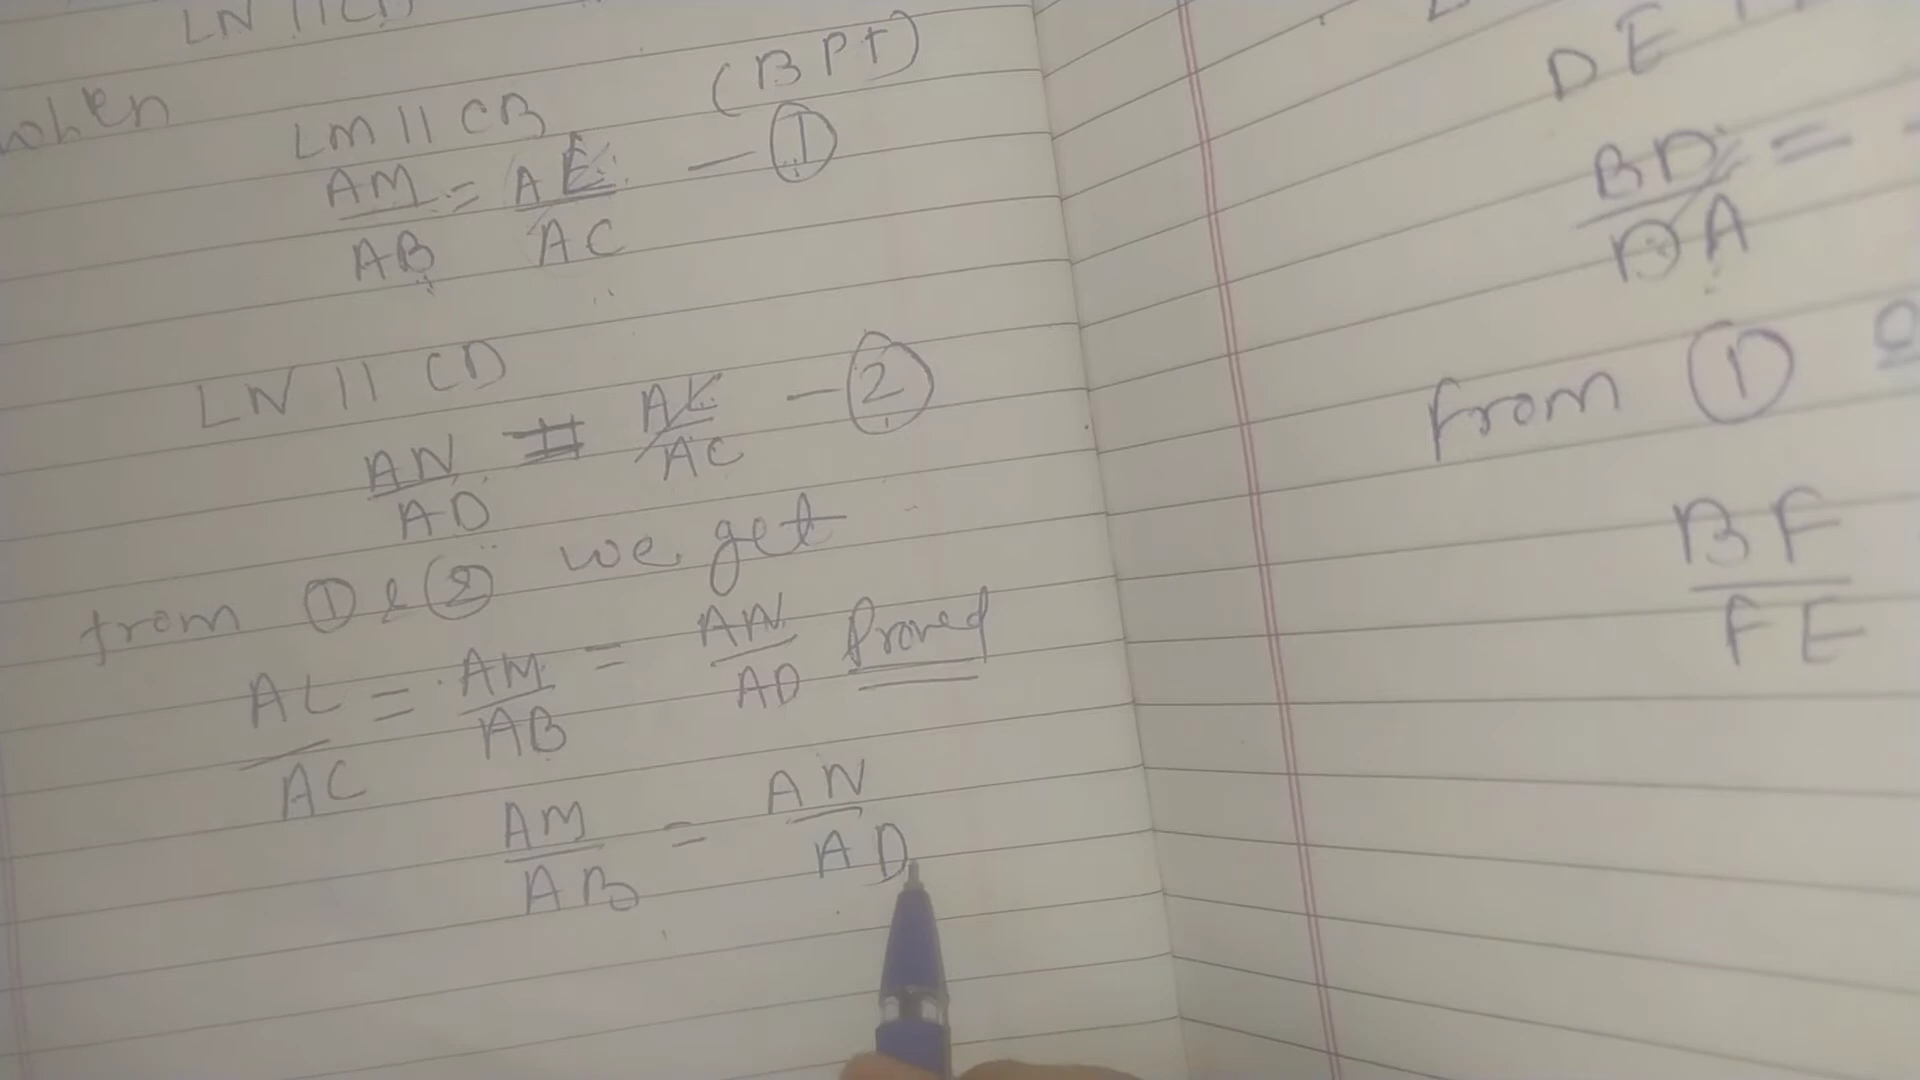 LN || CD
when
LM || CB (BPT)
AM/AB = AL/AC — ①
LN || CD
AN/AD = AL/AC — ②
from ① & ② we get
AL/AC = AM/AB = AN/AD Proved
AM/AB = AN/AD
DE
BD/DA =
from ①
BF/FE